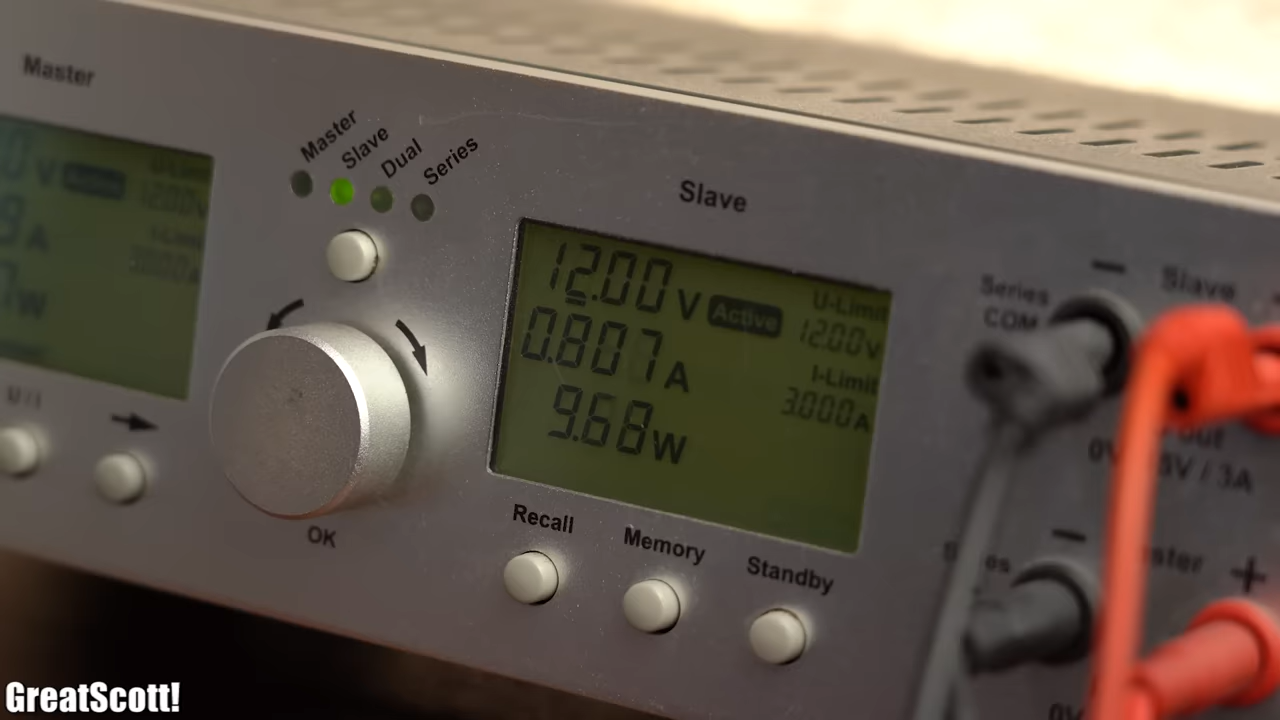 Master
Master
Slave
Dual
Series
Slave
12.00 V Active
0.807 A
9.68 W
U-Limit
12.00V
I-Limit
3.000A
Series
COM
Slave
OK
Recall
Memory
Standby
GreatScott!